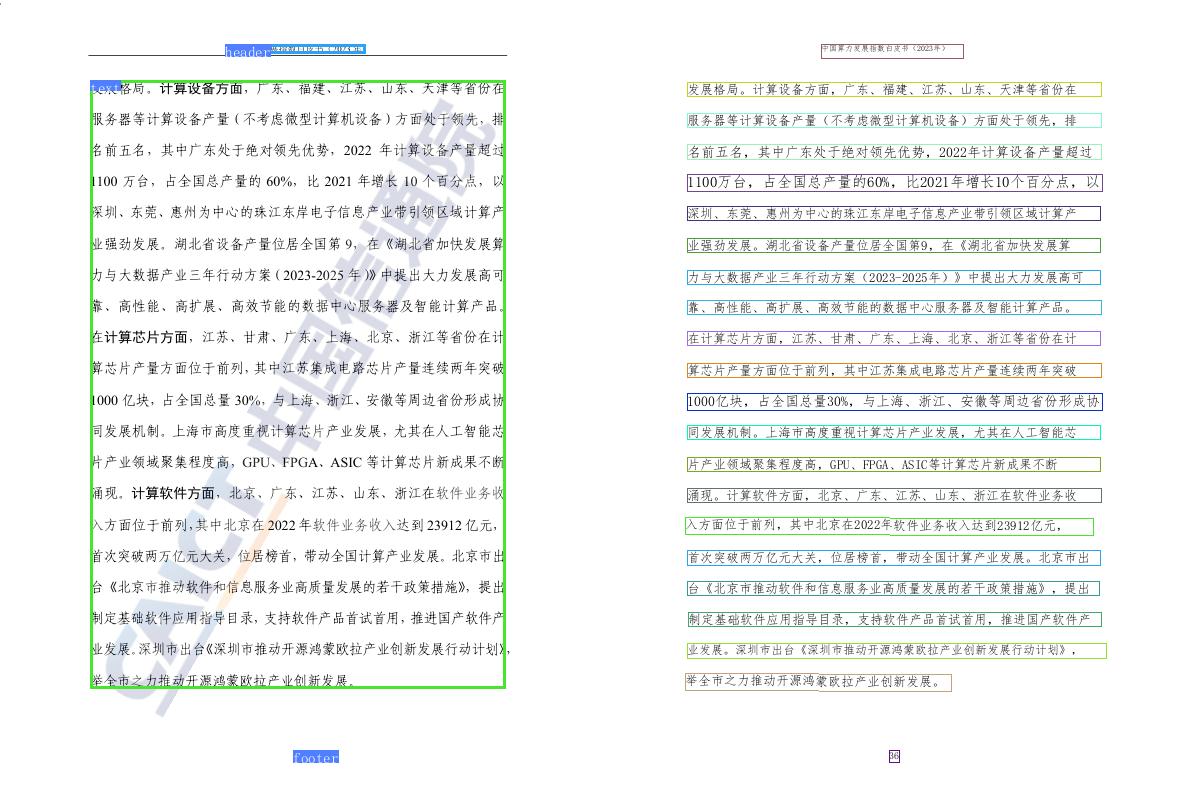 header
text
发展格局。计算设备方面，广东、福建、江苏、山东、天津等省份在
服务器等计算设备产量（不考虑微型计算机设备）方面处于领先，排
名前五名，其中广东处于绝对领先优势，2022 年计算设备产量超过
1100 万台，占全国总产量的 60%，比 2021 年增长 10 个百分点，以
深圳、东莞、惠州为中心的珠江东岸电子信息产业带引领区域计算产
业强劲发展。湖北省设备产量位居全国第 9，在《湖北省加快发展算
力与大数据产业三年行动方案（2023-2025 年）》中提出大力发展高可
靠、高性能、高扩展、高效节能的数据中心服务器及智能计算产品。
在计算芯片方面，江苏、甘肃、广东、上海、北京、浙江等省份在计
算芯片产量方面位于前列，其中江苏集成电路芯片产量连续两年突破
1000 亿块，占全国总量 30%，与上海、浙江、安徽等周边省份形成协
同发展机制。上海市高度重视计算芯片产业发展，尤其在人工智能芯
片产业领域聚集程度高，GPU、FPGA、ASIC 等计算芯片新成果不断
涌现。计算软件方面，北京、广东、江苏、山东、浙江在软件业务收
入方面位于前列，其中北京在 2022 年软件业务收入达到 23912 亿元，
首次突破两万亿元大关，位居榜首，带动全国计算产业发展。北京市出
台《北京市推动软件和信息服务业高质量发展的若干政策措施》，提出
制定基础软件应用指导目录，支持软件产品首试首用，推进国产软件产
业发展。深圳市出台《深圳市推动开源鸿蒙欧拉产业创新发展行动计划》，
举全市之力推动开源鸿蒙欧拉产业创新发展。
CAICT 中国信通院
footer
中国算力发展指数白皮书（2023年）
发展格局。计算设备方面，广东、福建、江苏、山东、天津等省份在
服务器等计算设备产量（不考虑微型计算机设备）方面处于领先，排
名前五名，其中广东处于绝对领先优势，2022年计算设备产量超过
1100万台，占全国总产量的60%，比2021年增长10个百分点，以
深圳、东莞、惠州为中心的珠江东岸电子信息产业带引领区域计算产
业强劲发展。湖北省设备产量位居全国第9，在《湖北省加快发展算
力与大数据产业三年行动方案（2023-2025年）》中提出大力发展高可
靠、高性能、高扩展、高效节能的数据中心服务器及智能计算产品。
在计算芯片方面，江苏、甘肃、广东、上海、北京、浙江等省份在计
算芯片产量方面位于前列，其中江苏集成电路芯片产量连续两年突破
1000亿块，占全国总量30%，与上海、浙江、安徽等周边省份形成协
同发展机制。上海市高度重视计算芯片产业发展，尤其在人工智能芯
片产业领域聚集程度高，GPU、FPGA、ASIC等计算芯片新成果不断
涌现。计算软件方面，北京、广东、江苏、山东、浙江在软件业务收
入方面位于前列，其中北京在2022年软件业务收入达到23912亿元，
首次突破两万亿元大关，位居榜首，带动全国计算产业发展。北京市出
台《北京市推动软件和信息服务业高质量发展的若干政策措施》，提出
制定基础软件应用指导目录，支持软件产品首试首用，推进国产软件产
业发展。深圳市出台《深圳市推动开源鸿蒙欧拉产业创新发展行动计划》，
举全市之力推动开源鸿蒙欧拉产业创新发展。
36